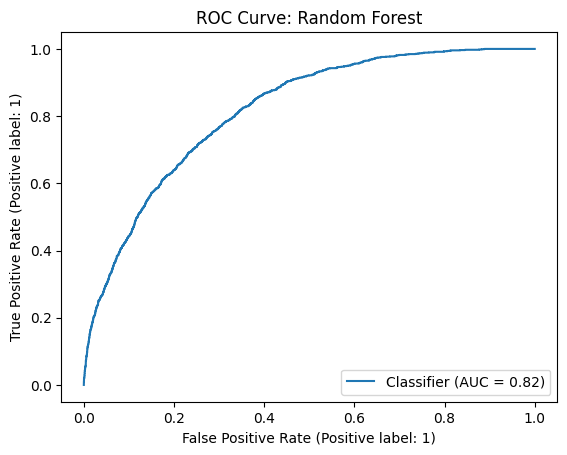 ROC Curve: Random Forest
True Positive Rate (Positive label: 1)
1.0
0.8
0.6
0.4
0.2
0.0
Classifier (AUC = 0.82)
0.0 0.2 0.4 0.6 0.8 1.0
False Positive Rate (Positive label: 1)